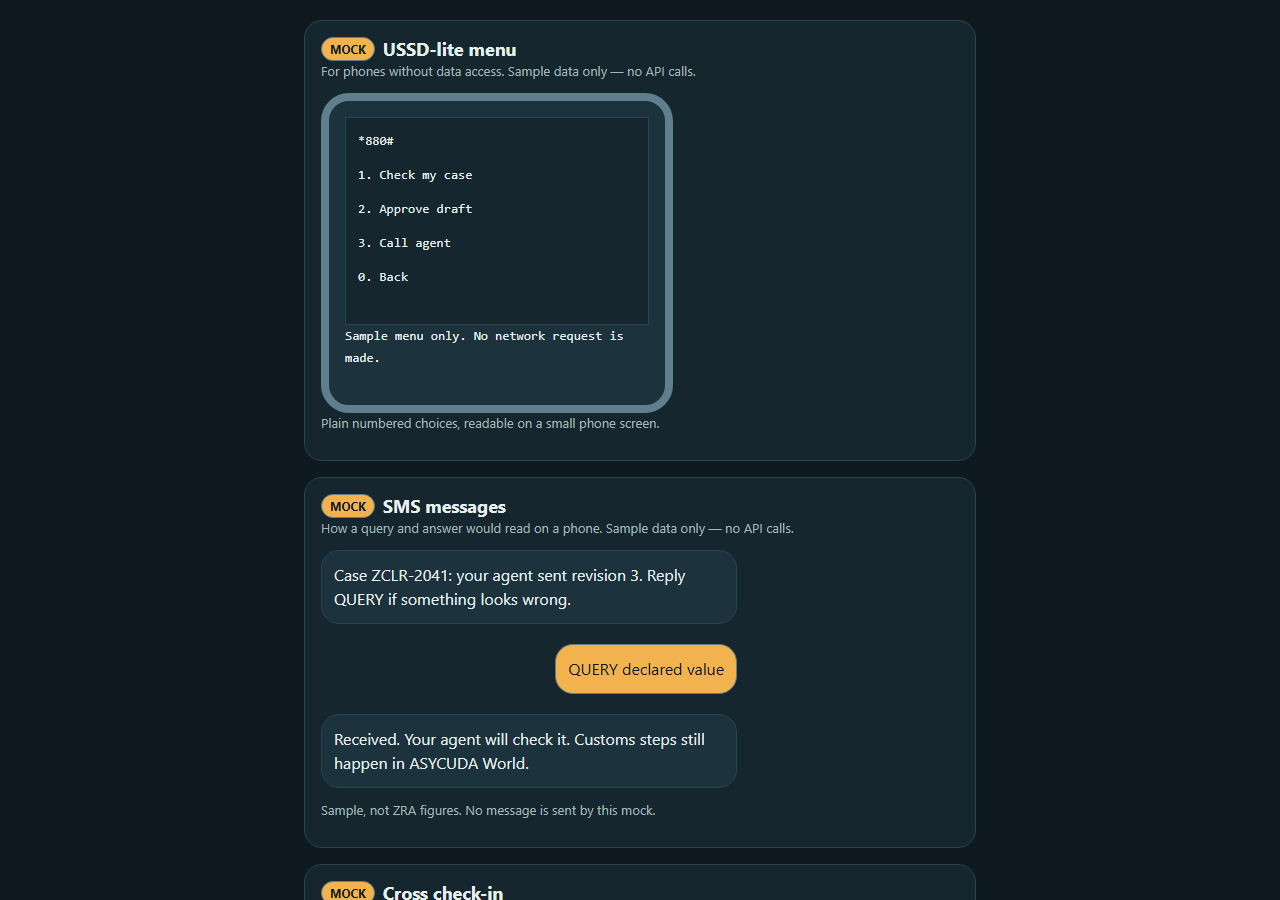 MOCK USSD-lite menu
For phones without data access. Sample data only — no API calls.
*880#
1. Check my case
2. Approve draft
3. Call agent
0. Back
Sample menu only. No network request is
made.
Plain numbered choices, readable on a small phone screen.
MOCK SMS messages
How a query and answer would read on a phone. Sample data only — no API calls.
Case ZCLR-2041: your agent sent revision 3. Reply
QUERY if something looks wrong.
QUERY declared value
Received. Your agent will check it. Customs steps still
happen in ASYCUDA World.
Sample, not ZRA figures. No message is sent by this mock.
MOCK Cross check-in